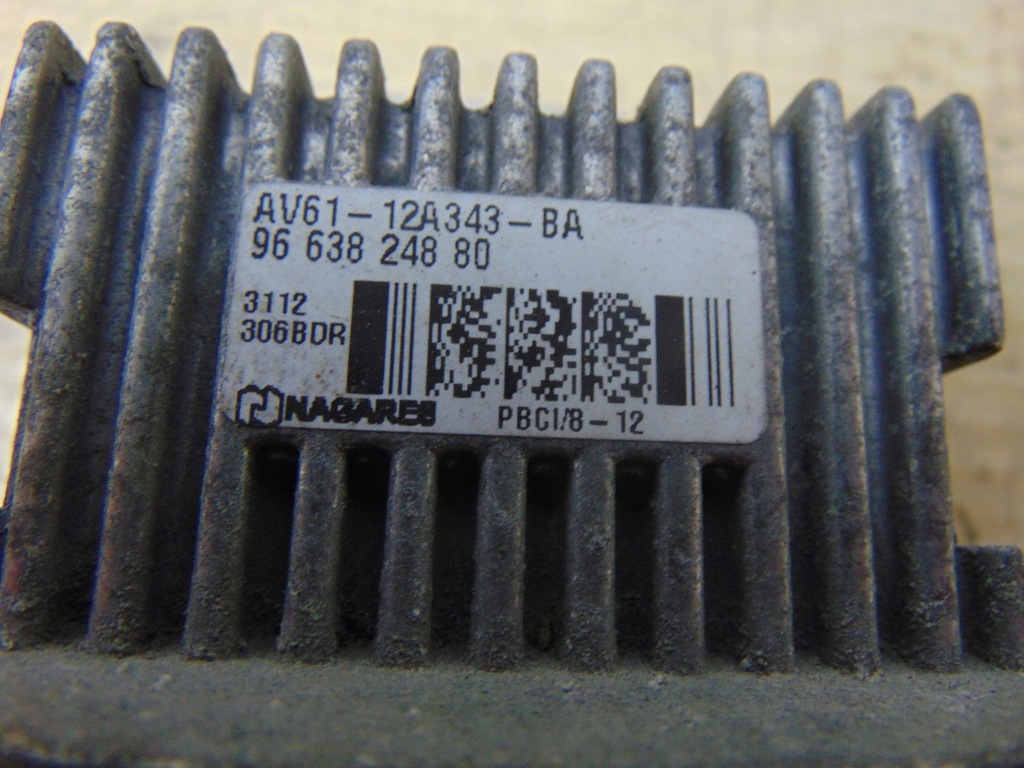 AV61-12A343-BA
96 638 248 80
3112
306BDR
NAGARES
PBCI/8-12